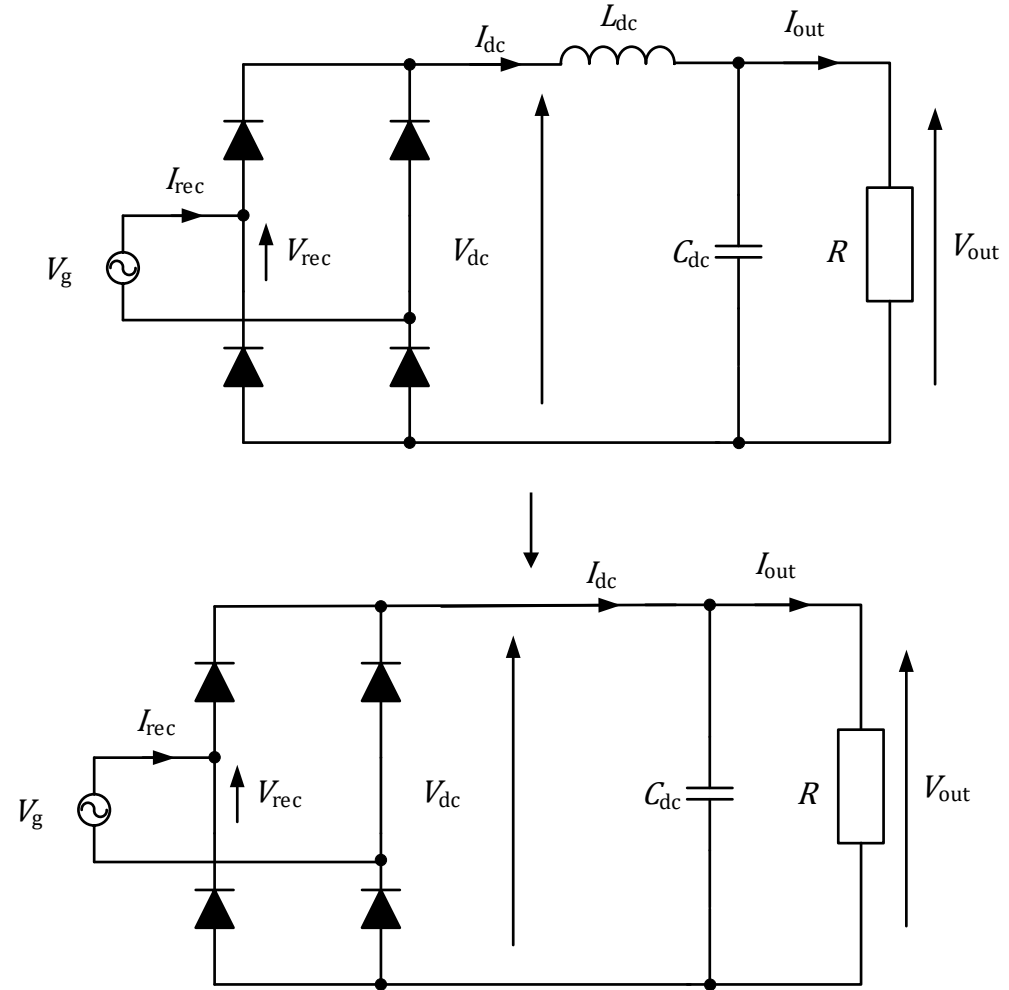 L_dc
I_dc
I_out
I_rec
V_g
V_rec
V_dc
C_dc
R
V_out
I_dc
I_out
I_rec
V_g
V_rec
V_dc
C_dc
R
V_out